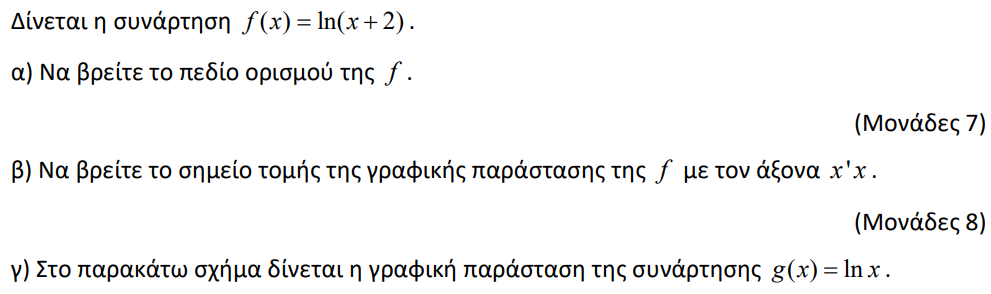 Δίνεται η συνάρτηση f(x) = ln(x + 2).
α) Να βρείτε το πεδίο ορισμού της f.
(Μονάδες 7)
β) Να βρείτε το σημείο τομής της γραφικής παράστασης της f με τον άξονα x'x.
(Μονάδες 8)
γ) Στο παρακάτω σχήμα δίνεται η γραφική παράσταση της συνάρτησης g(x) = ln x.